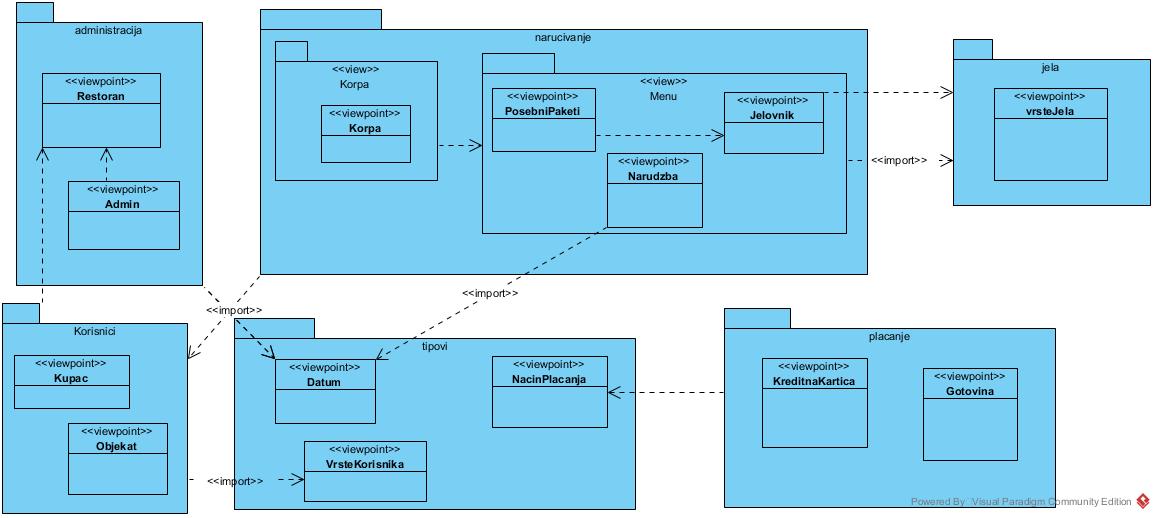 administracija
<<viewpoint>>
Restoran
<<viewpoint>>
Admin
narucivanje
<<view>>
Korpa
<<viewpoint>>
Korpa
<<view>>
Menu
<<viewpoint>>
PosebniPaketi
<<viewpoint>>
Jelovnik
<<viewpoint>>
Narudzba
<<import>>
jela
<<viewpoint>>
vrsteJela
<<import>>
<<import>>
Korisnici
<<viewpoint>>
Kupac
<<viewpoint>>
Objekat
<<import>>
tipovi
<<viewpoint>>
Datum
<<viewpoint>>
NacinPlacanja
<<viewpoint>>
VrsteKorisnika
placanje
<<viewpoint>>
KreditnaKartica
<<viewpoint>>
Gotovina
Powered By Visual Paradigm Community Edition